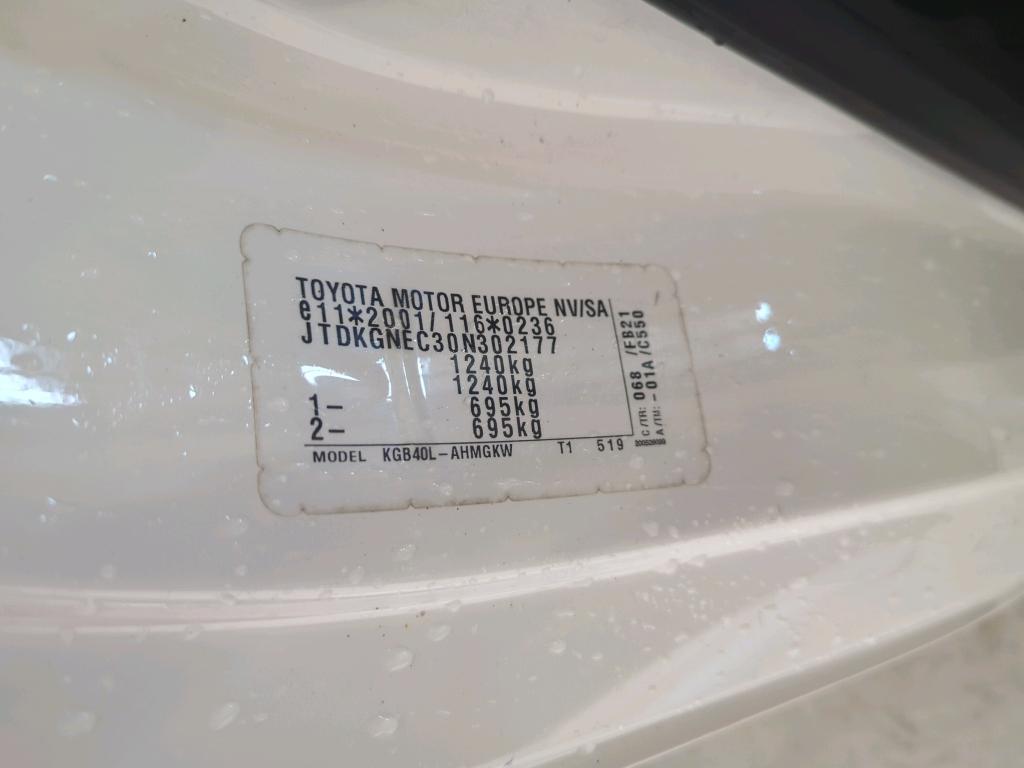 TOYOTA MOTOR EUROPE NV/SA
e11*2001/116*0236
JTDKGNEC30N302177
1240kg
1240kg
1- 695kg
2- 695kg
MODEL KGB40L-AHMGKW T1 519
C/TR: 068 /FB21
A/TM: -01A /C550